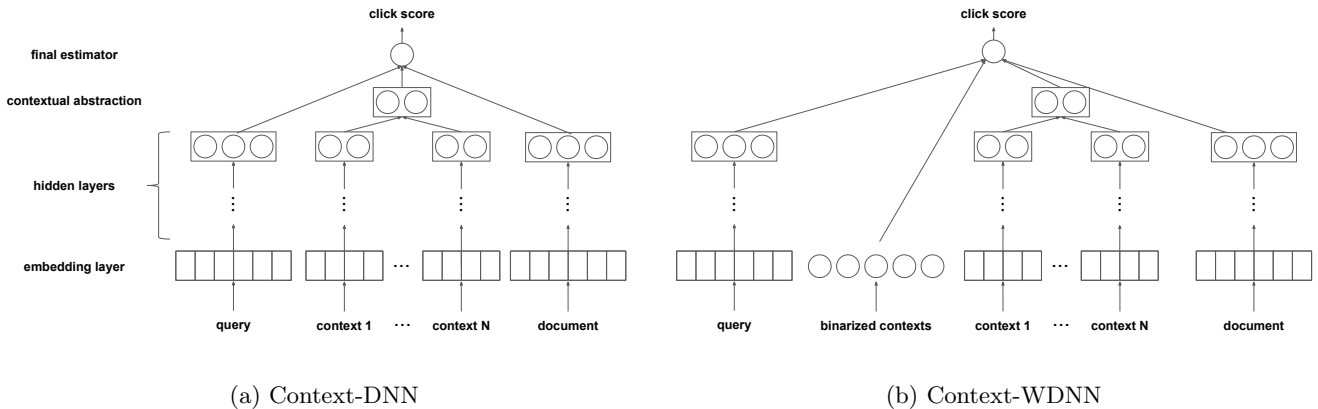 click score
click score
final estimator
contextual abstraction
hidden layers
embedding layer
query context 1 ... context N document
query binarized contexts context 1 ... context N document
(a) Context-DNN
(b) Context-WDNN